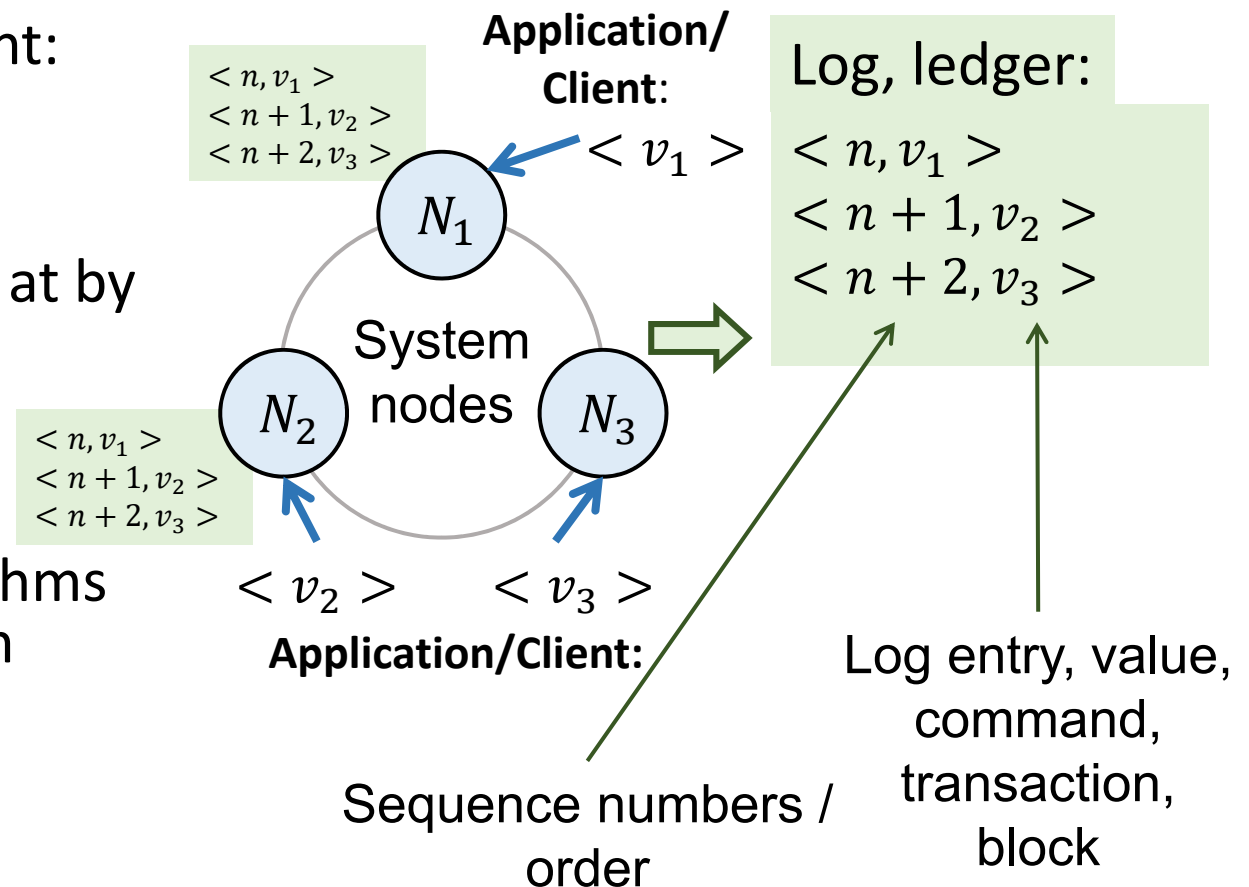 nt:
at by
hms
n
< n, v₁ >
< n + 1, v₂ >
< n + 2, v₃ >
Application/
Client:
< v₁ >
N₁
System
nodes
N₂
N₃
< n, v₁ >
< n + 1, v₂ >
< n + 2, v₃ >
< v₂ >
< v₃ >
Application/Client:
Log, ledger:
< n, v₁ >
< n + 1, v₂ >
< n + 2, v₃ >
Sequence numbers /
order
Log entry, value,
command,
transaction,
block